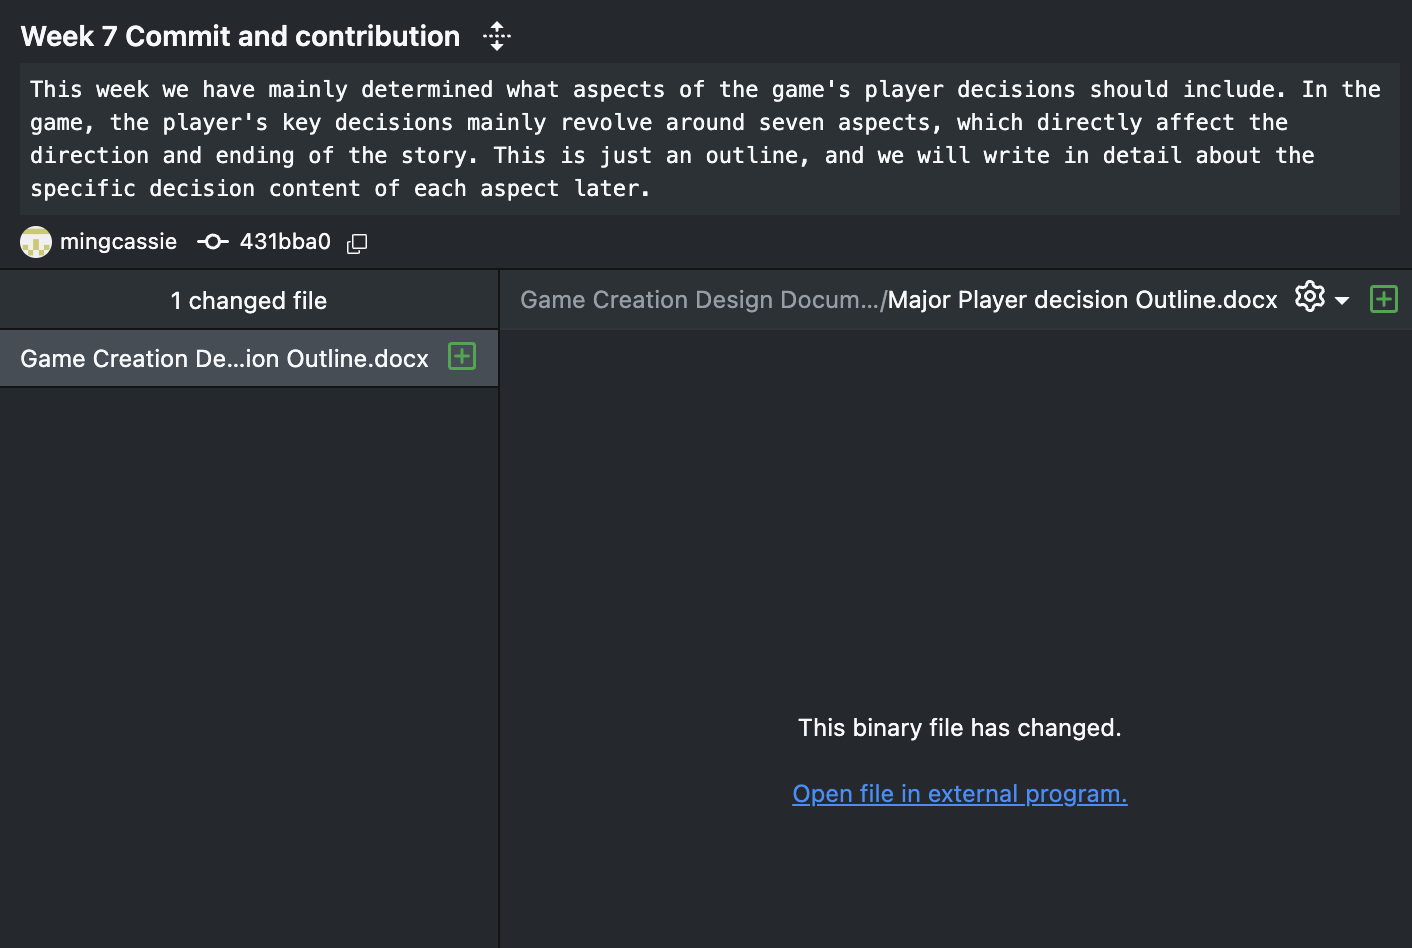 Week 7 Commit and contribution
This week we have mainly determined what aspects of the game's player decisions should include. In the
game, the player's key decisions mainly revolve around seven aspects, which directly affect the
direction and ending of the story. This is just an outline, and we will write in detail about the
specific decision content of each aspect later.
mingcassie 431bba0
1 changed file
Game Creation Design Docum.../Major Player decision Outline.docx
Game Creation De...ion Outline.docx
This binary file has changed.
Open file in external program.